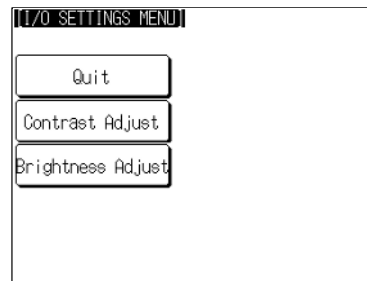 [I/O SETTINGS MENU]
Quit
Contrast Adjust
Brightness Adjust